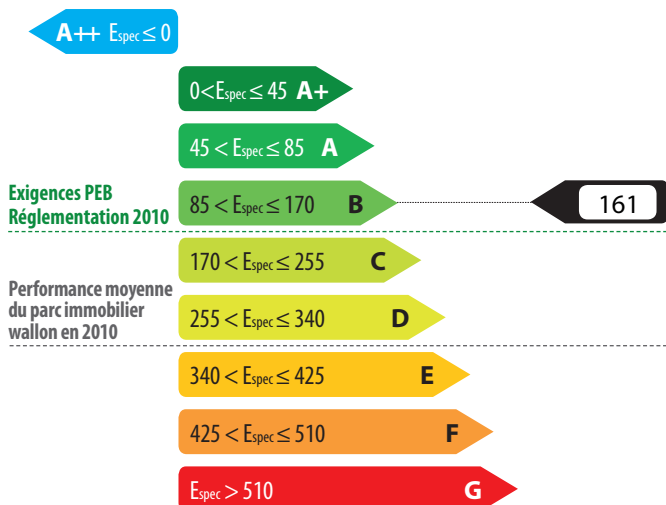 A++ Espec ≤ 0
0<Espec ≤ 45 A+
45 < Espec ≤ 85 A
Exigences PEB
Réglementation 2010
85 < Espec ≤ 170 B
161
170 < Espec ≤ 255 C
Performance moyenne
du parc immobilier
wallon en 2010
255 < Espec ≤ 340 D
340 < Espec ≤ 425 E
425 < Espec ≤ 510 F
Espec > 510 G